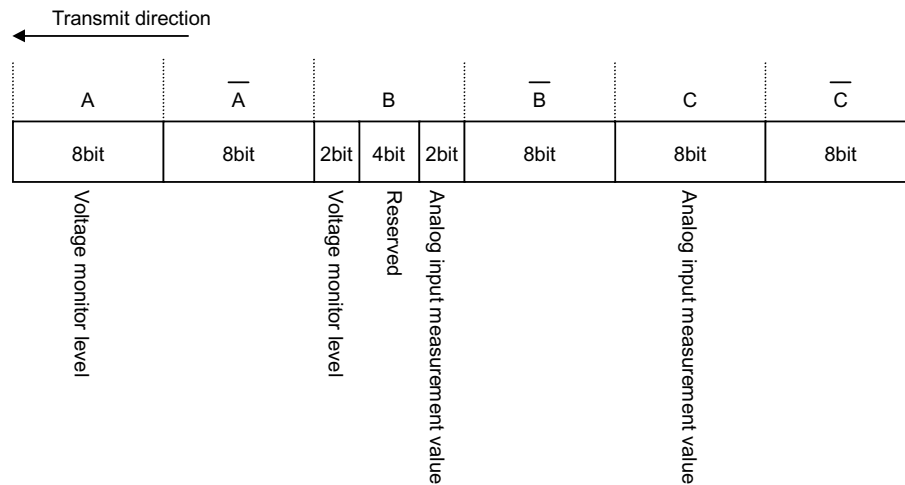 Transmit direction
A A̅ B B̅ C C̅
8bit 8bit 2bit 4bit 2bit 8bit 8bit 8bit
Voltage monitor level
Voltage monitor level
Reserved
Analog input measurement value
Analog input measurement value